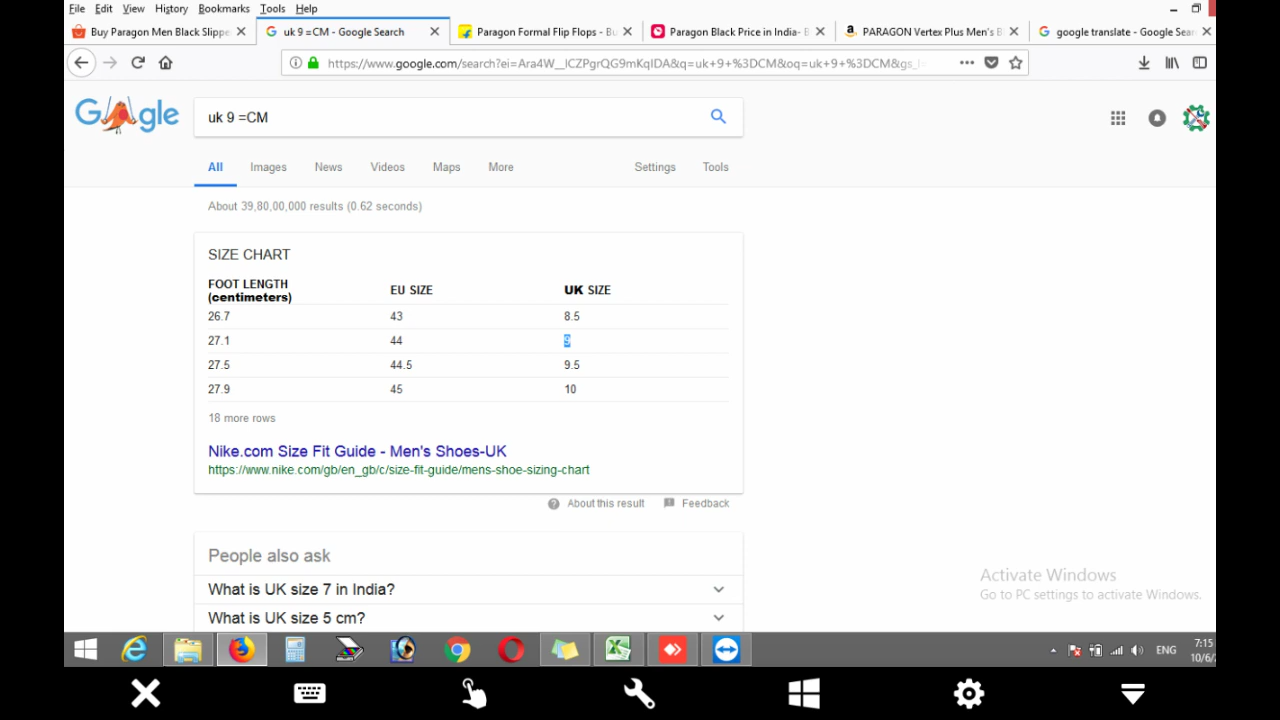 File Edit View History Bookmarks Tools Help
Buy Paragon Men Black Slippe
uk 9 =CM - Google Search
Paragon Formal Flip Flops - Bu
Paragon Black Price in India- B
PARAGON Vertex Plus Men's B
google translate - Google Sear
https://www.google.com/search?ei=Ara4W__ICZPgrQG9mKqIDA&q=uk+9+%3DCM&oq=uk+9+%3DCM&gs_l=
Google
uk 9 =CM
All Images News Videos Maps More Settings Tools
About 39,80,00,000 results (0.62 seconds)
SIZE CHART
FOOT LENGTH
(centimeters) EU SIZE UK SIZE
26.7 43 8.5
27.1 44 9
27.5 44.5 9.5
27.9 45 10
18 more rows
Nike.com Size Fit Guide - Men's Shoes-UK
https://www.nike.com/gb/en_gb/c/size-fit-guide/mens-shoe-sizing-chart
About this result Feedback
People also ask
What is UK size 7 in India?
What is UK size 5 cm?
Activate Windows
Go to PC settings to activate Windows.
ENG
7:15
10/6/2